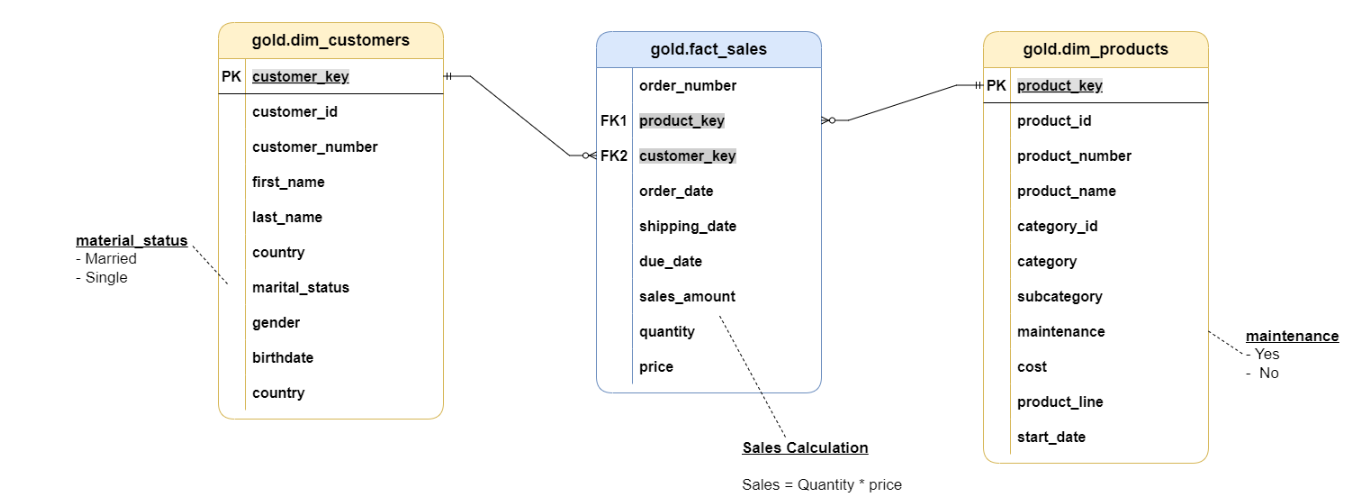 gold.dim_customers
PK customer_key
customer_id
customer_number
first_name
last_name
country
marital_status
gender
birthdate
country
material_status
- Married
- Single
gold.fact_sales
order_number
FK1 product_key
FK2 customer_key
order_date
shipping_date
due_date
sales_amount
quantity
price
Sales Calculation
Sales = Quantity * price
gold.dim_products
PK product_key
product_id
product_number
product_name
category_id
category
subcategory
maintenance
cost
product_line
start_date
maintenance
- Yes
- No